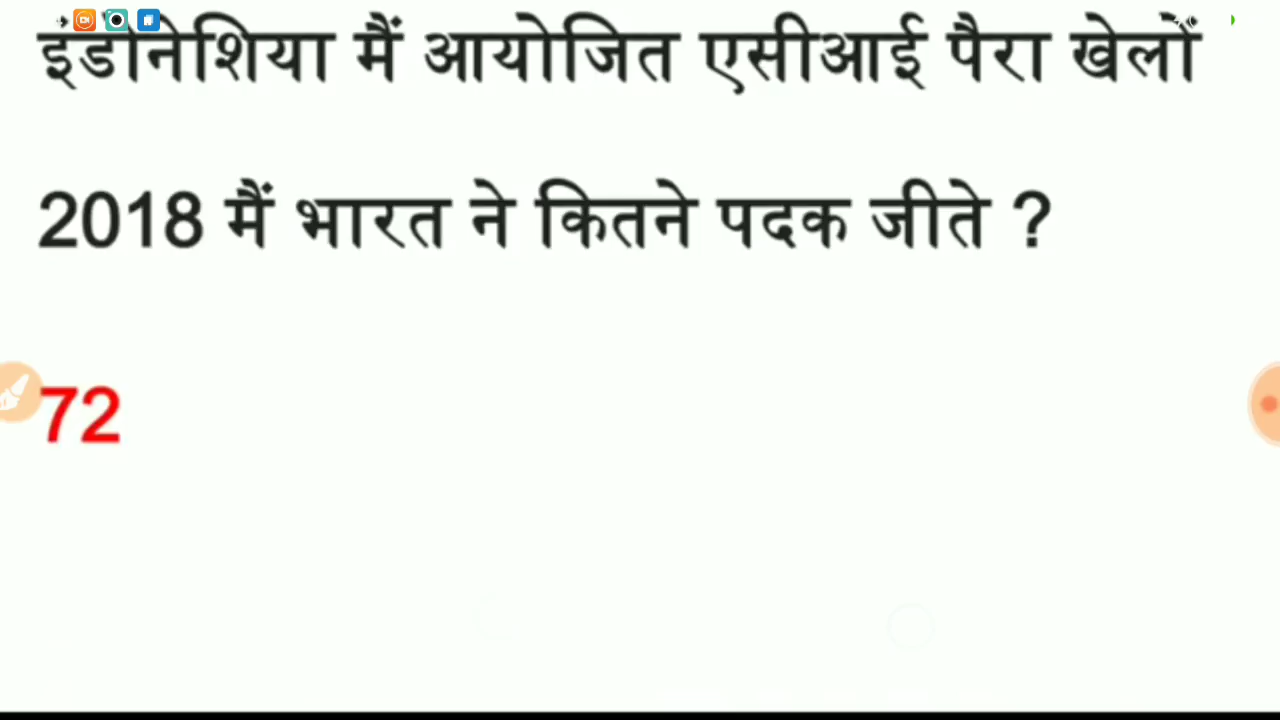 इंडोनेशिया मैं आयोजित एसीआई पैरा खेलों
2018 मैं भारत ने कितने पदक जीते ?
72